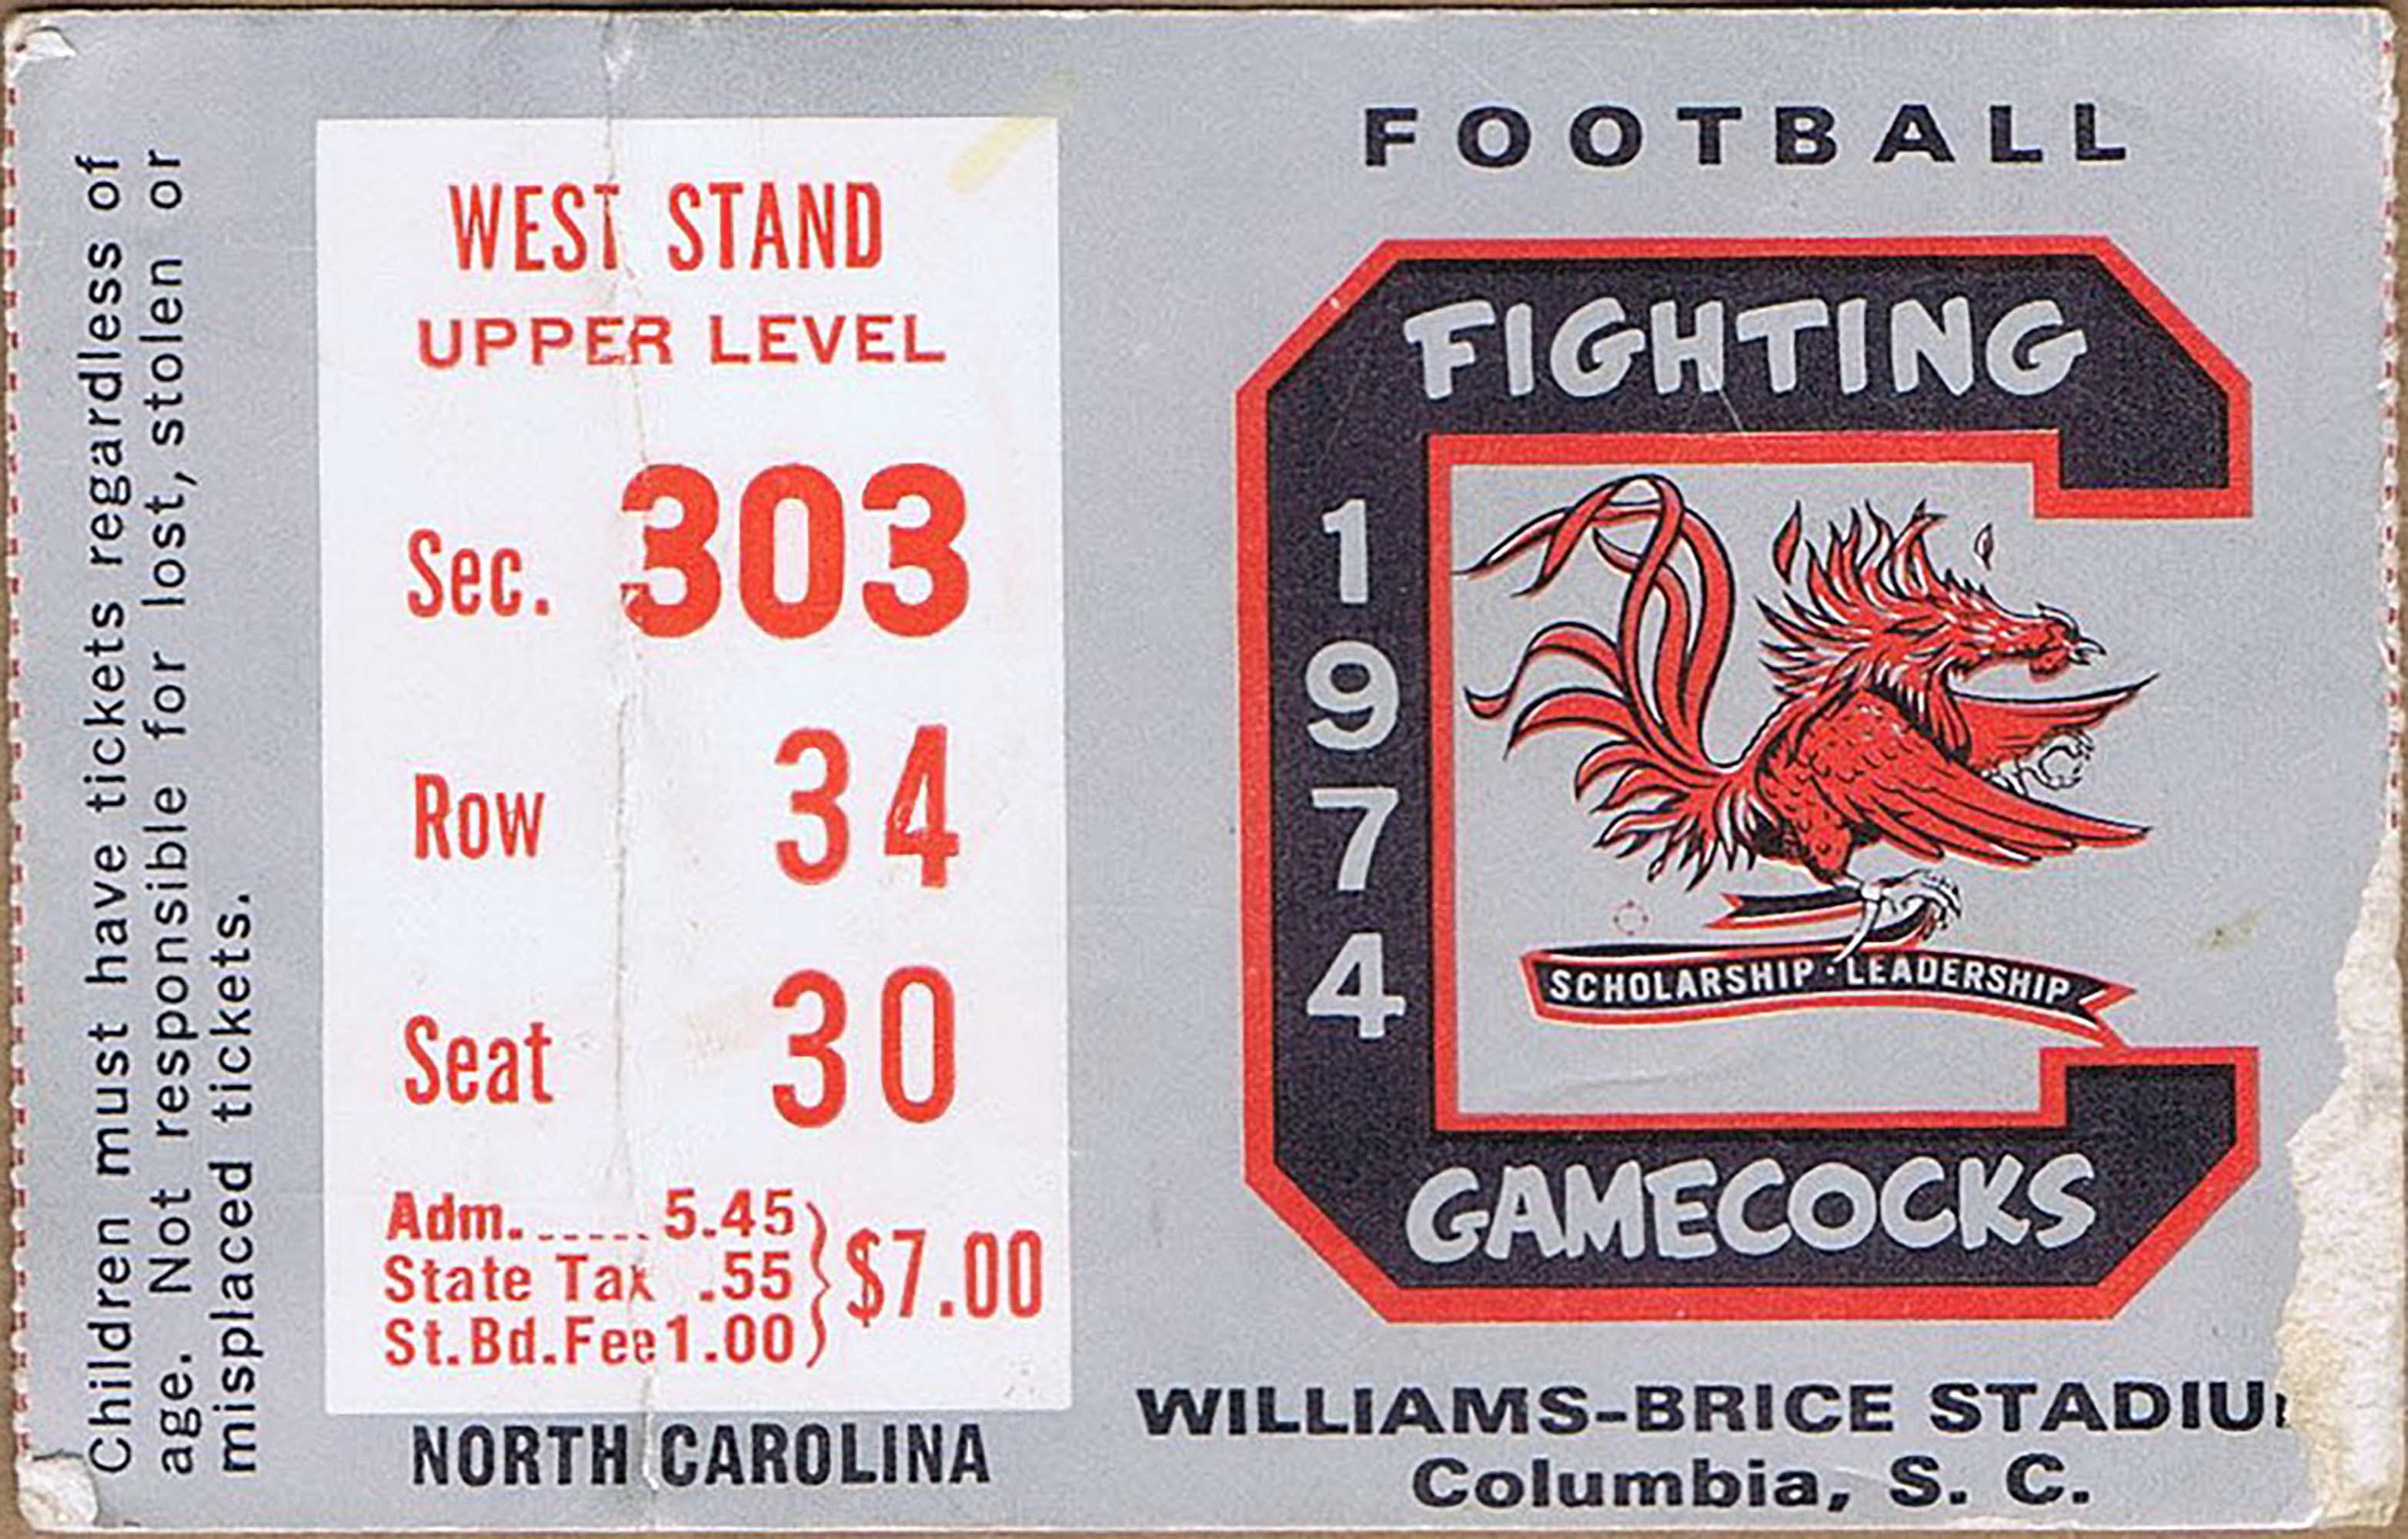 Children must have tickets regardless of
age. Not responsible for lost, stolen or
misplaced tickets.
WEST STAND
UPPER LEVEL
Sec. 303
Row 34
Seat 30
Adm...... 5.45
State Tax .55
St.Bd.Fee 1.00
$7.00
NORTH CAROLINA
FOOTBALL
FIGHTING
1974
SCHOLARSHIP · LEADERSHIP
GAMECOCKS
WILLIAMS-BRICE STADIU
Columbia, S. C.